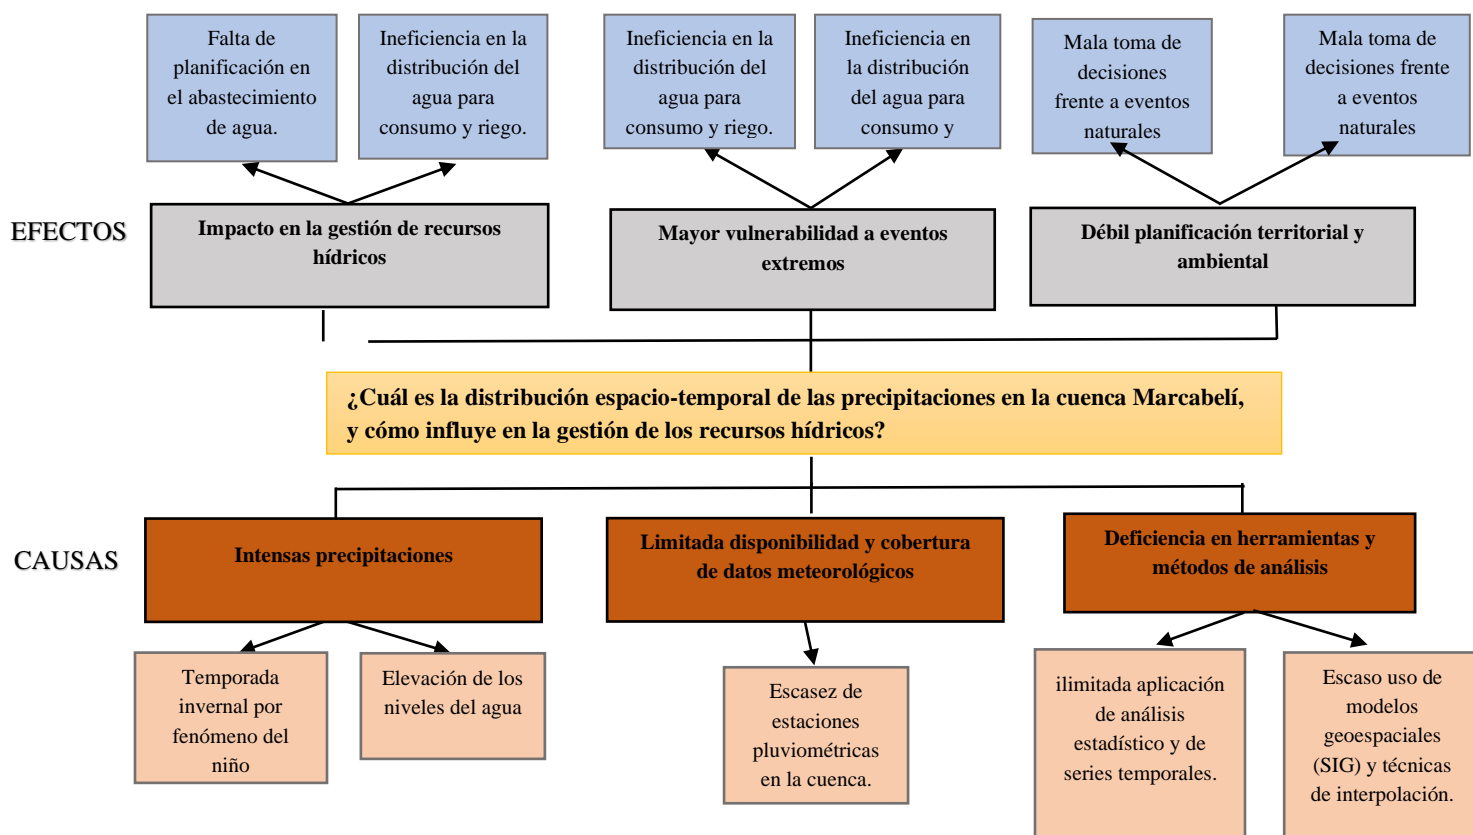 Falta de
planificación en
el abastecimiento
de agua.
Ineficiencia en la
distribución del
agua para
consumo y riego.
Ineficiencia en la
distribución del
agua para
consumo y riego.
Ineficiencia en
la distribución
del agua para
consumo y
Mala toma de
decisiones
frente a eventos
naturales
Mala toma de
decisiones frente
a eventos
naturales
EFECTOS
Impacto en la gestión de recursos
hídricos
Mayor vulnerabilidad a eventos
extremos
Débil planificación territorial y
ambiental
¿Cuál es la distribución espacio-temporal de las precipitaciones en la cuenca Marcabelí,
y cómo influye en la gestión de los recursos hídricos?
CAUSAS
Intensas precipitaciones
Limitada disponibilidad y cobertura
de datos meteorológicos
Deficiencia en herramientas y
métodos de análisis
Temporada
invernal por
fenómeno del
niño
Elevación de los
niveles del agua
Escasez de
estaciones
pluviométricas
en la cuenca.
ilimitada aplicación
de análisis
estadístico y de
series temporales.
Escaso uso de
modelos
geoespaciales
(SIG) y técnicas
de interpolación.